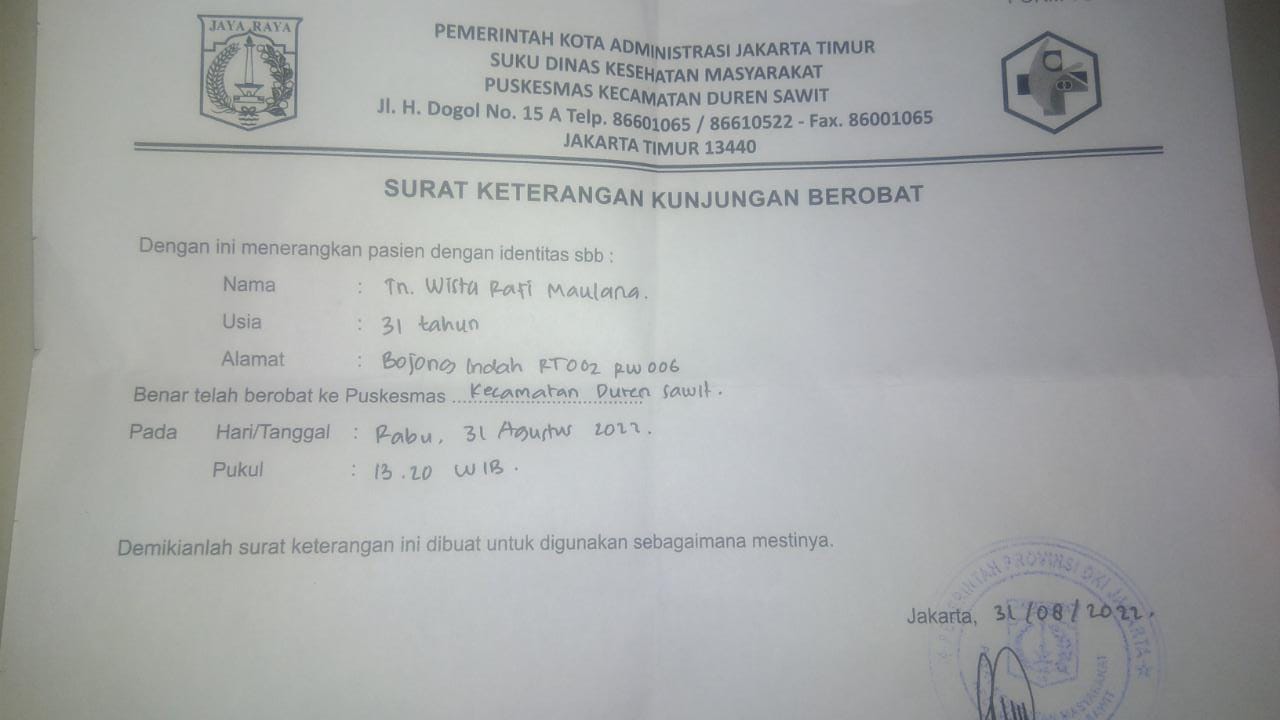 JAYA RAYA
PEMERINTAH KOTA ADMINISTRASI JAKARTA TIMUR
SUKU DINAS KESEHATAN MASYARAKAT
PUSKESMAS KECAMATAN DUREN SAWIT
Jl. H. Dogol No. 15 A Telp. 86601065 / 86610522 - Fax. 86001065
JAKARTA TIMUR 13440
SURAT KETERANGAN KUNJUNGAN BEROBAT
Dengan ini menerangkan pasien dengan identitas sbb :
Nama : Tn. Wista Rafi Maulana.
Usia : 31 tahun
Alamat : Bojong Indah RT002 RW006
Benar telah berobat ke Puskesmas Kecamatan Duren Sawit.
Pada Hari/Tanggal : Rabu, 31 Agustus 2022.
Pukul : 13.20 WIB.
Demikianlah surat keterangan ini dibuat untuk digunakan sebagaimana mestinya.
Jakarta, 31/08/2022.
PEMERINTAH PROVINSI DKI JAKARTA